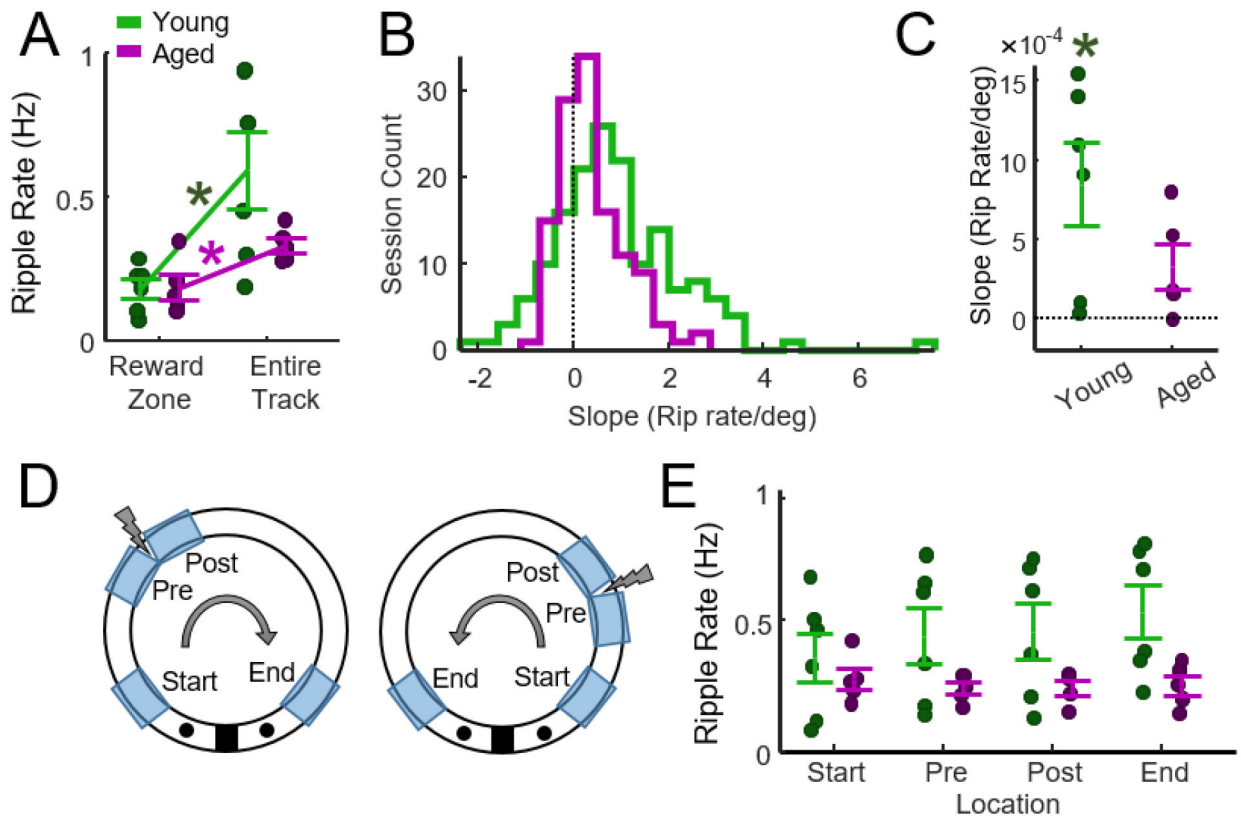 A
Young
Aged
1
0.5
0
Ripple Rate (Hz)
*
*
Reward
Zone
Entire
Track
B
30
20
10
0
Session Count
-2
0
2
4
6
Slope (Rip rate/deg)
C
×10⁻⁴
*
15
10
5
0
Slope (Rip Rate/deg)
Young
Aged
D
Post
Pre
Start
End
Post
Pre
End
Start
E
1
0.5
0
Ripple Rate (Hz)
Start
Pre
Post
End
Location